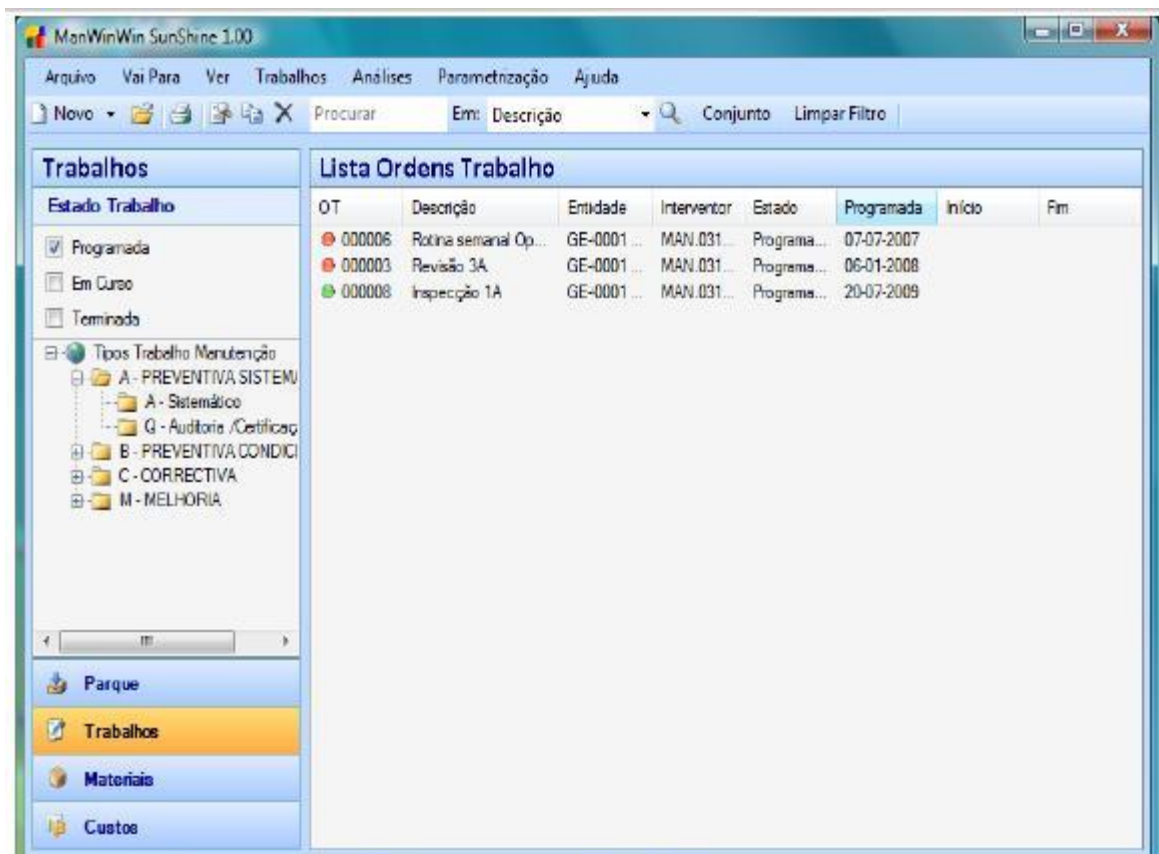 ManWinWin SunShine 1.00
Arquivo Vai Para Ver Trabalhos Análises Parametrização Ajuda
Novo Procurar Em: Descrição Conjunto Limpar Filtro
Trabalhos
Estado Trabalho
Programada
Em Curso
Terminada
Tipos Trabalho Manutenção
A - PREVENTIVA SISTEM
A - Sistemático
Q - Auditoria /Certificaç
B - PREVENTIVA CONDICI
C - CORRECTIVA
M - MELHORIA
Parque
Trabalhos
Materiais
Custos
Lista Ordens Trabalho
OT Descrição Entidade Interventor Estado Programada Início Fim
000006 Rotina semanal Op... GE-0001 ... MAN.031... Programa... 07-07-2007
000003 Revisão 3A GE-0001 ... MAN.031... Programa... 06-01-2008
000008 Inspecção 1A GE-0001 ... MAN.031... Programa... 20-07-2009